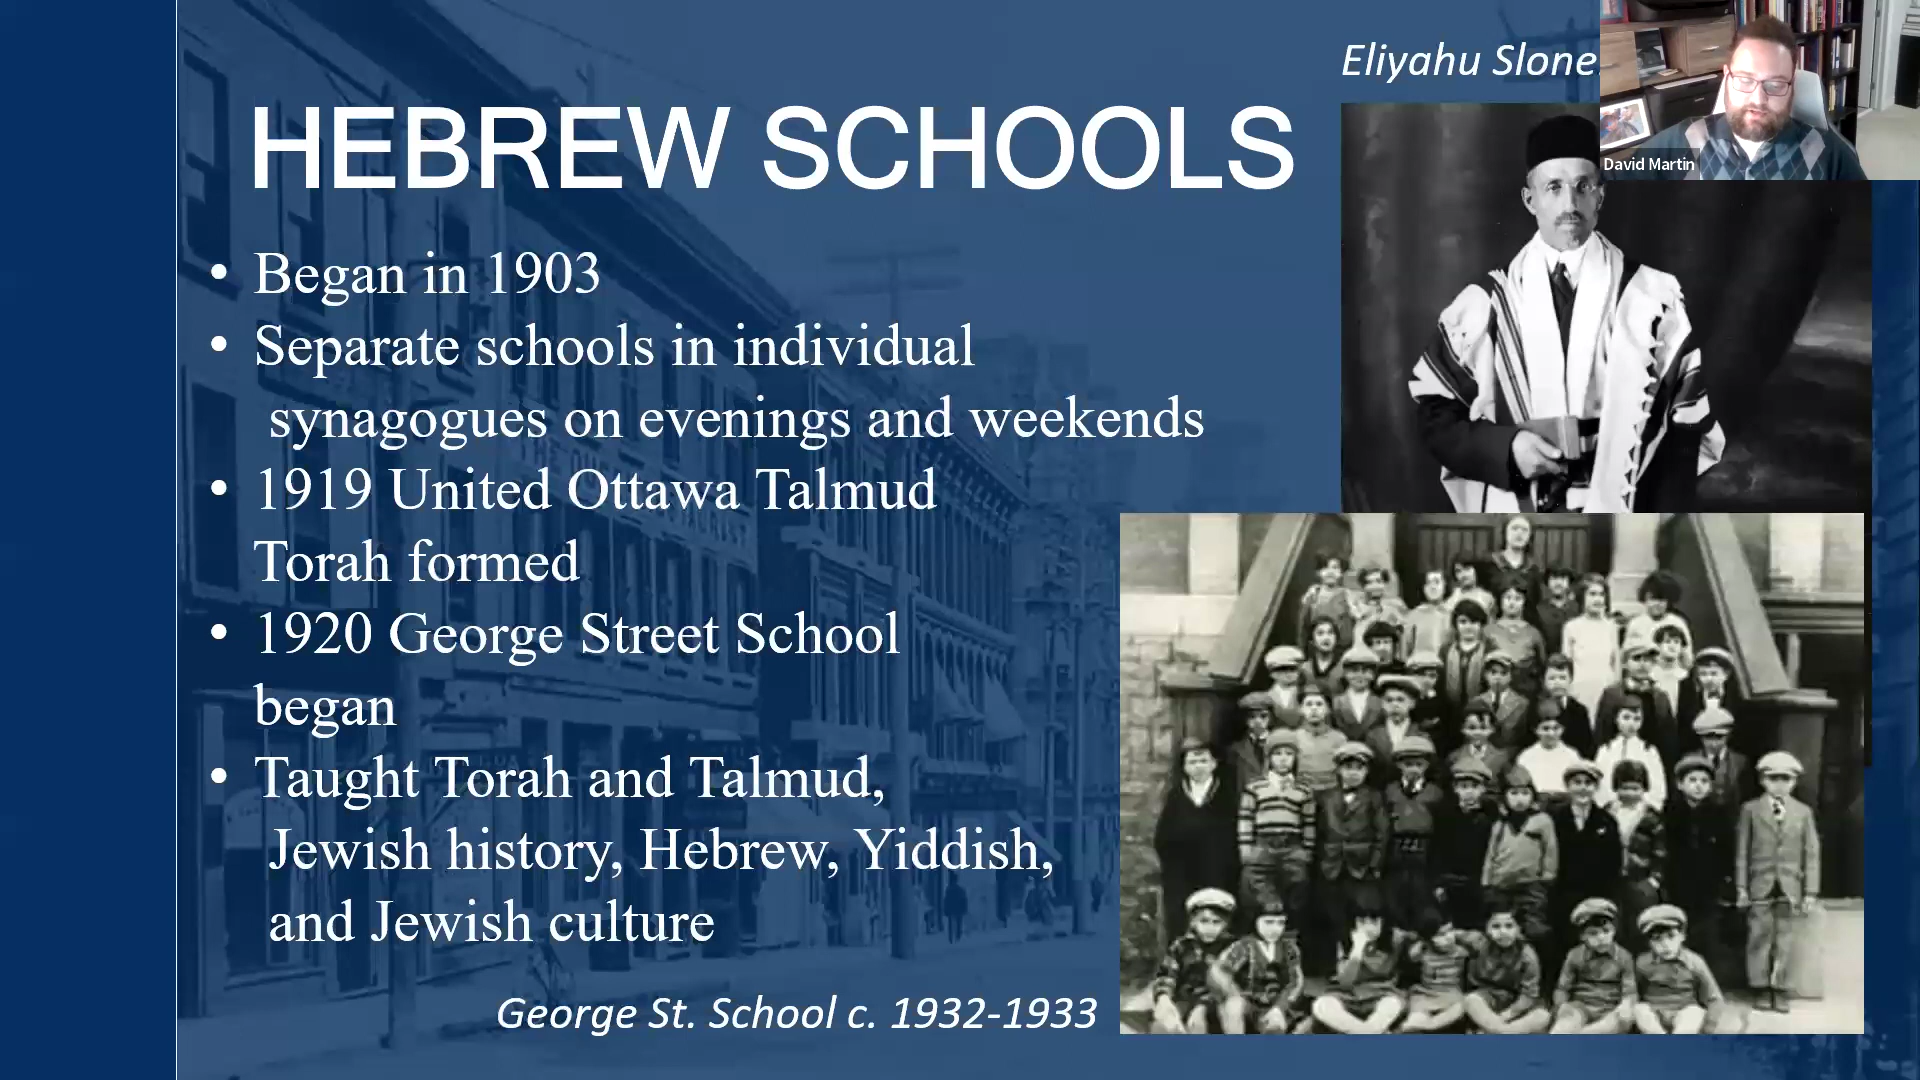 Eliyahu Slone
David Martin
HEBREW SCHOOLS
• Began in 1903
• Separate schools in individual
synagogues on evenings and weekends
• 1919 United Ottawa Talmud
Torah formed
• 1920 George Street School
began
• Taught Torah and Talmud,
Jewish history, Hebrew, Yiddish,
and Jewish culture
George St. School c. 1932-1933